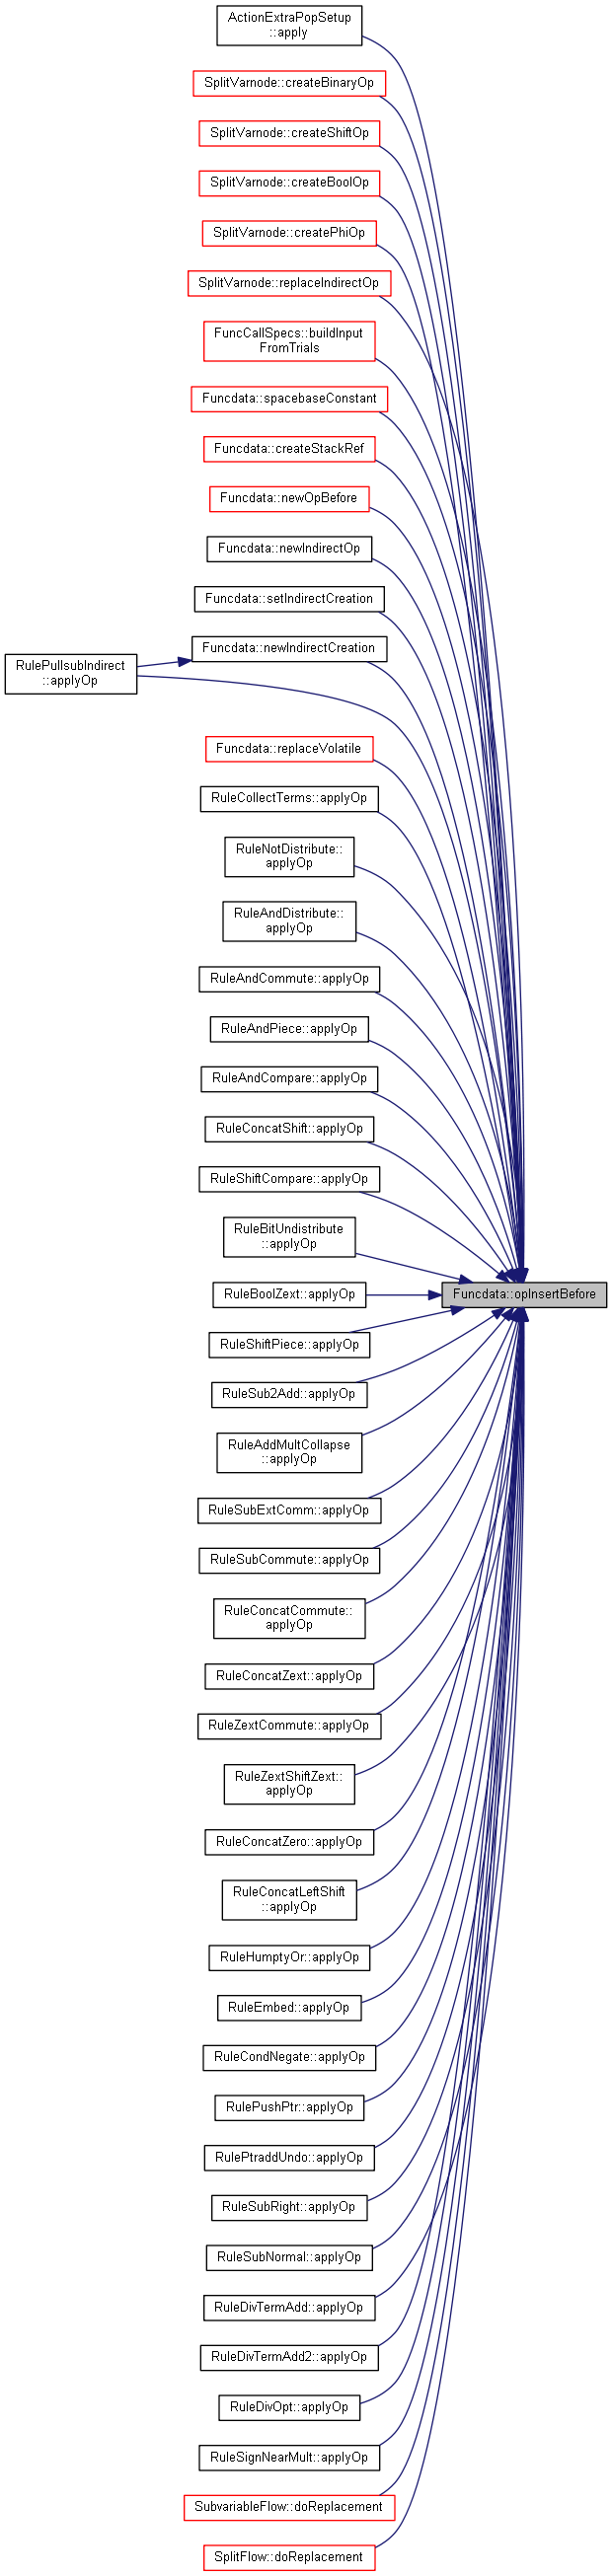 ActionExtraPopSetup
::apply
SplitVarnode::createBinaryOp
SplitVarnode::createShiftOp
SplitVarnode::createBoolOp
SplitVarnode::createPhiOp
SplitVarnode::replaceIndirectOp
FuncCallSpecs::buildInput
FromTrials
Funcdata::spacebaseConstant
Funcdata::createStackRef
Funcdata::newOpBefore
Funcdata::newIndirectOp
Funcdata::setIndirectCreation
Funcdata::newIndirectCreation
RulePullsubIndirect
::applyOp
Funcdata::replaceVolatile
RuleCollectTerms::applyOp
RuleNotDistribute::
applyOp
RuleAndDistribute::
applyOp
RuleAndCommute::applyOp
RuleAndPiece::applyOp
RuleAndCompare::applyOp
RuleConcatShift::applyOp
RuleShiftCompare::applyOp
RuleBitUndistribute
::applyOp
RuleBoolZext::applyOp
Funcdata::opInsertBefore
RuleShiftPiece::applyOp
RuleSub2Add::applyOp
RuleAddMultCollapse
::applyOp
RuleSubExtComm::applyOp
RuleSubCommute::applyOp
RuleConcatCommute::
applyOp
RuleConcatZext::applyOp
RuleZextCommute::applyOp
RuleZextShiftZext::
applyOp
RuleConcatZero::applyOp
RuleConcatLeftShift
::applyOp
RuleHumptyOr::applyOp
RuleEmbed::applyOp
RuleCondNegate::applyOp
RulePushPtr::applyOp
RulePtraddUndo::applyOp
RuleSubRight::applyOp
RuleSubNormal::applyOp
RuleDivTermAdd::applyOp
RuleDivTermAdd2::applyOp
RuleDivOpt::applyOp
RuleSignNearMult::applyOp
SubvariableFlow::doReplacement
SplitFlow::doReplacement